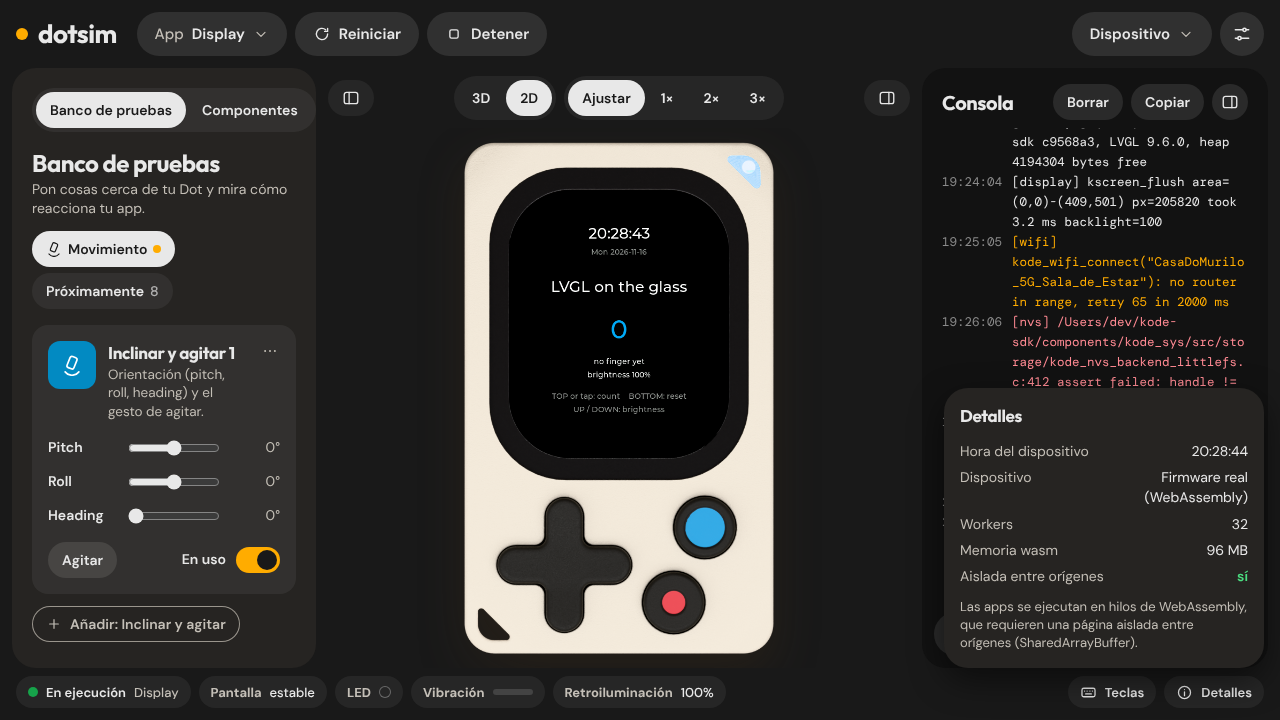 dotsim
App Display
Reiniciar
Detener
Dispositivo
Banco de pruebas
Componentes
Banco de pruebas
Pon cosas cerca de tu Dot y mira cómo
reacciona tu app.
Movimiento
Próximamente 8
Inclinar y agitar 1
Orientación (pitch,
roll, heading) y el
gesto de agitar.
Pitch 0°
Roll 0°
Heading 0°
Agitar
En uso
Añadir: Inclinar y agitar
3D
2D
Ajustar
1×
2×
3×
20:28:43
Mon 2026-11-16
LVGL on the glass
0
no finger yet
brightness 100%
TOP or tap: count BOTTOM: reset
UP / DOWN: brightness
Consola
Borrar
Copiar
sdk c9568a3, LVGL 9.6.0, heap
4194304 bytes free
19:24:04 [display] kscreen_flush area=
(0,0)-(409,501) px=205820 took
3.2 ms backlight=100
19:25:05 [wifi]
kode_wifi_connect("CasaDoMurilo
_5G_Sala_de_Estar"): no router
in range, retry 65 in 2000 ms
19:26:06 [nvs] /Users/dev/kode-
sdk/components/kode_sys/src/sto
rage/kode_nvs_backend_littlefs.
c:412 assert failed: handle !=
Detalles
Hora del dispositivo 20:28:44
Dispositivo Firmware real
(WebAssembly)
Workers 32
Memoria wasm 96 MB
Aislada entre orígenes sí
Las apps se ejecutan en hilos de WebAssembly,
que requieren una página aislada entre
orígenes (SharedArrayBuffer).
En ejecución Display
Pantalla estable
LED
Vibración
Retroiluminación 100%
Teclas
Detalles